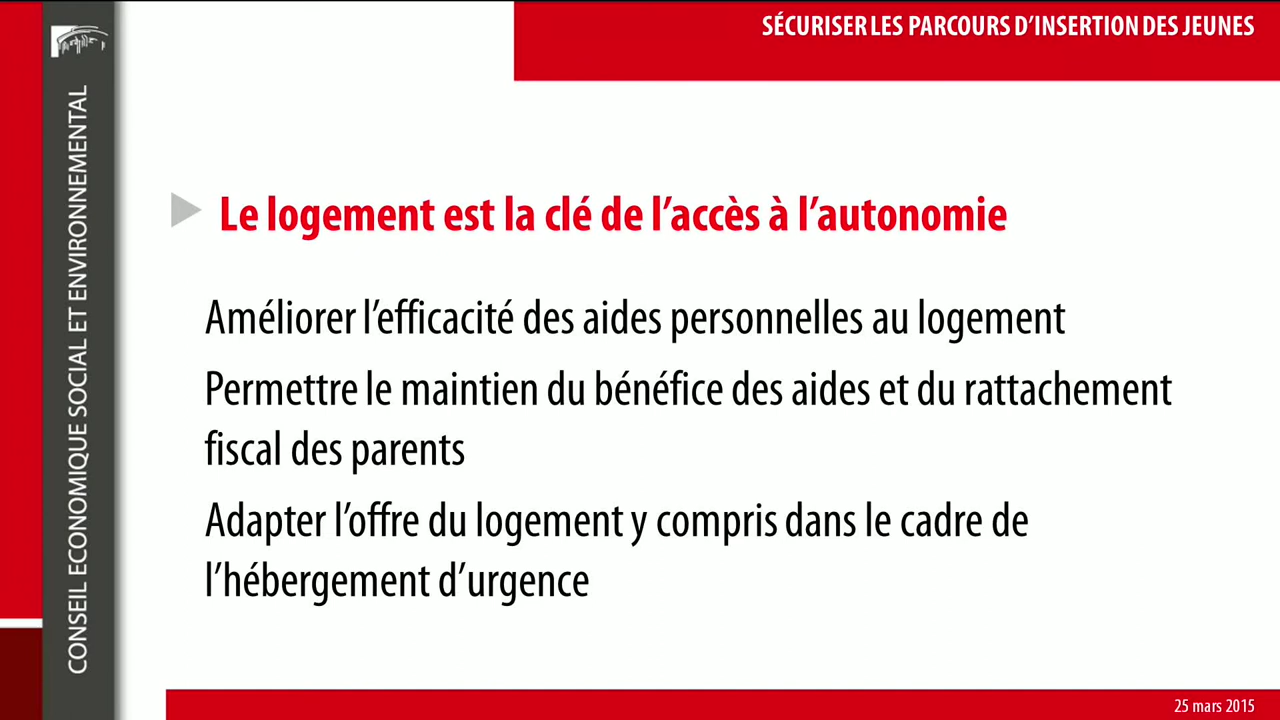 SÉCURISER LES PARCOURS D’INSERTION DES JEUNES
CONSEIL ECONOMIQUE SOCIAL ET ENVIRONNEMENTAL
Le logement est la clé de l’accès à l’autonomie
Améliorer l’efficacité des aides personnelles au logement
Permettre le maintien du bénéfice des aides et du rattachement
fiscal des parents
Adapter l’offre du logement y compris dans le cadre de
l’hébergement d’urgence
25 mars 2015